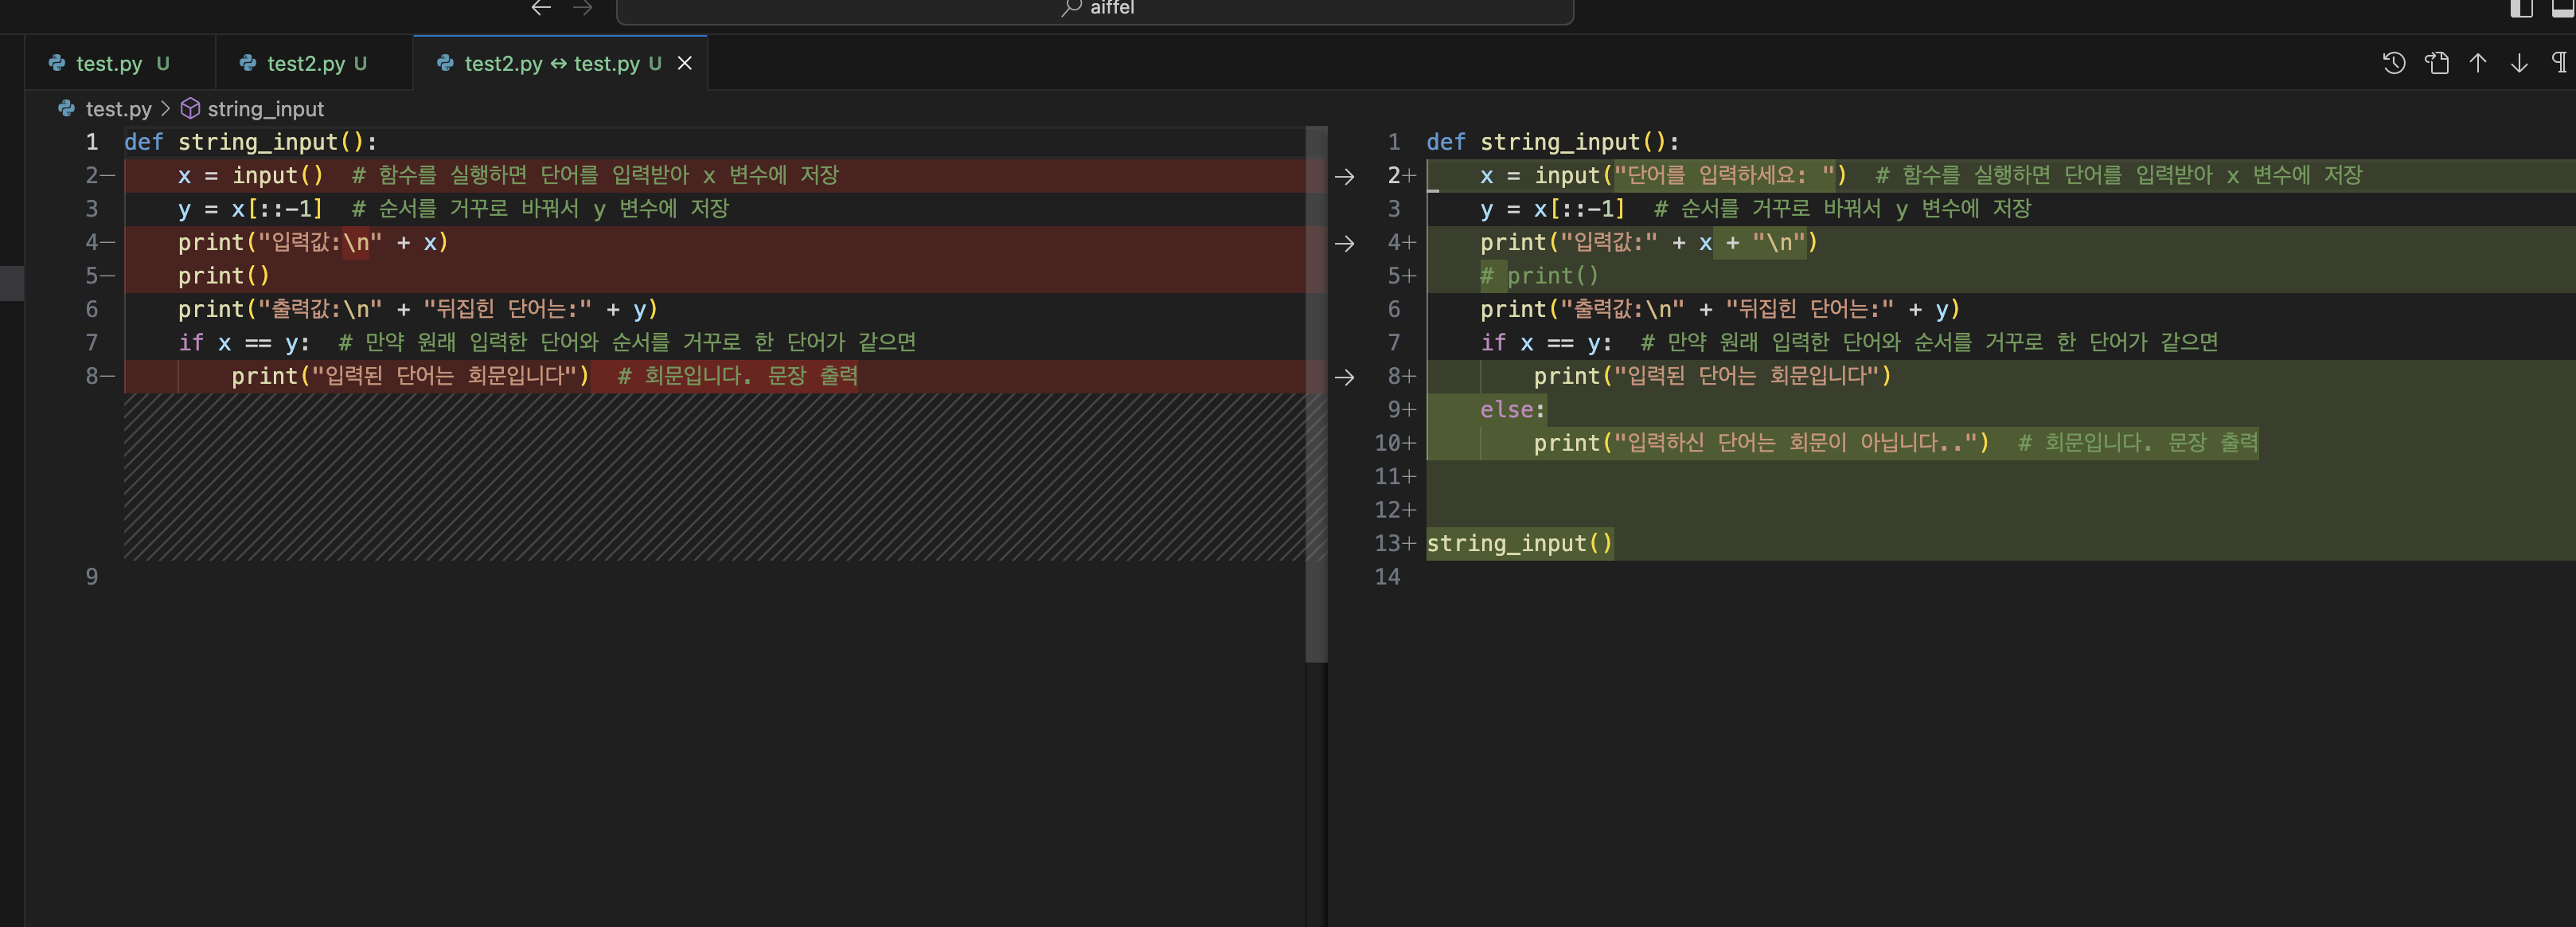 aiffel
test.py U
test2.py U
test2.py ↔ test.py U
test.py > string_input
1 def string_input():
2− x = input()  # 함수를 실행하면 단어를 입력받아 x 변수에 저장
3 y = x[::-1]  # 순서를 거꾸로 바꿔서 y 변수에 저장
4− print("입력값:\n" + x)
5− print()
6 print("출력값:\n" + "뒤집힌 단어는:" + y)
7 if x == y:  # 만약 원래 입력한 단어와 순서를 거꾸로 한 단어가 같으면
8− print("입력된 단어는 회문입니다")  # 회문입니다. 문장 출력
9
1 def string_input():
2+ x = input("단어를 입력하세요: ")  # 함수를 실행하면 단어를 입력받아 x 변수에 저장
3 y = x[::-1]  # 순서를 거꾸로 바꿔서 y 변수에 저장
4+ print("입력값:" + x + "\n")
5+ # print()
6 print("출력값:\n" + "뒤집힌 단어는:" + y)
7 if x == y:  # 만약 원래 입력한 단어와 순서를 거꾸로 한 단어가 같으면
8+ print("입력된 단어는 회문입니다")
9+ else:
10+ print("입력하신 단어는 회문이 아닙니다..")  # 회문입니다. 문장 출력
11+
12+
13+ string_input()
14